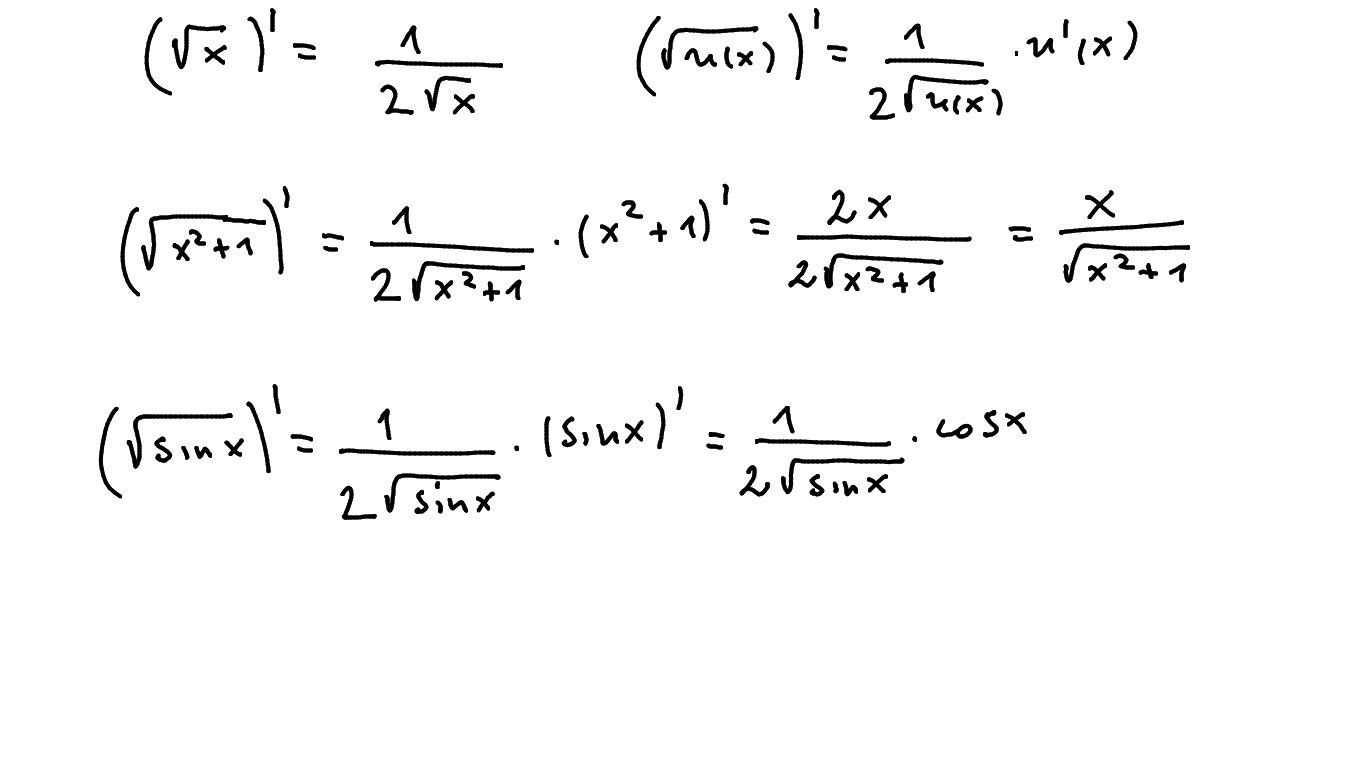 (√x)' = 1/(2√x)    (√u(x))' = 1/(2√u(x)) · u'(x)
(√(x²+1))' = 1/(2√(x²+1)) · (x²+1)' = 2x/(2√(x²+1)) = x/√(x²+1)
(√sinx)' = 1/(2√sinx) · (sinx)' = 1/(2√sinx) · cosx